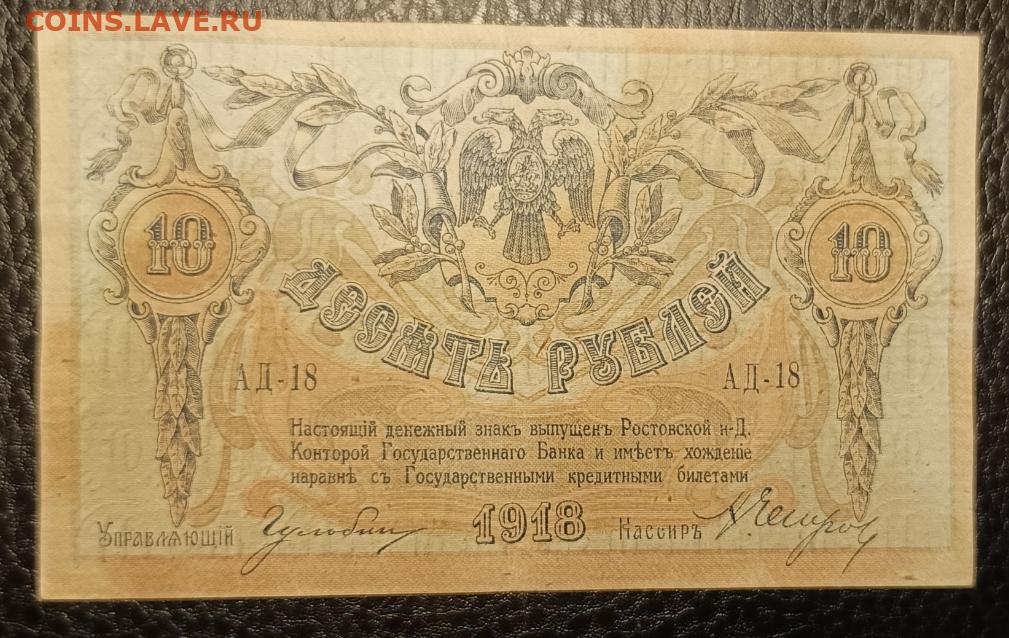 COINS.LAVE.RU
10
10
ДЕСЯТЬ РУБЛЕЙ
АД-18
АД-18
Настоящій денежный знакъ выпущенъ Ростовской н-Д.
Конторой Государственнаго Банка и имѣетъ хожденіе
наравнѣ съ Государственными кредитными билетами
Управляющій
1918
Кассиръ